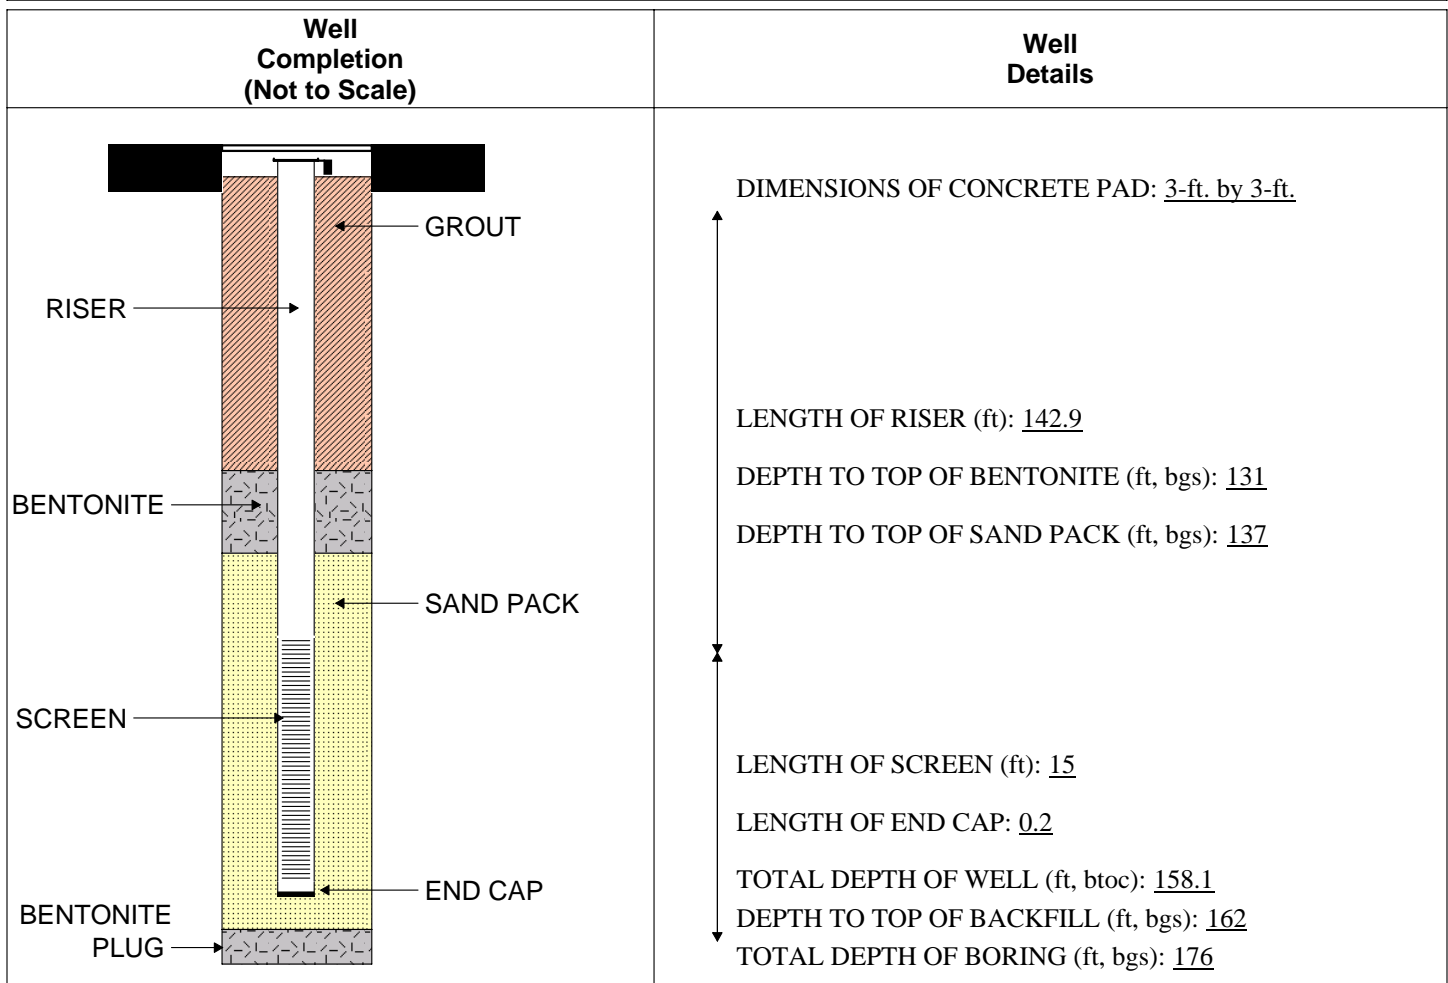 Well
Completion
(Not to Scale)
Well
Details
GROUT
RISER
BENTONITE
SAND PACK
SCREEN
END CAP
BENTONITE
PLUG
DIMENSIONS OF CONCRETE PAD: 3-ft. by 3-ft.
LENGTH OF RISER (ft): 142.9
DEPTH TO TOP OF BENTONITE (ft, bgs): 131
DEPTH TO TOP OF SAND PACK (ft, bgs): 137
LENGTH OF SCREEN (ft): 15
LENGTH OF END CAP: 0.2
TOTAL DEPTH OF WELL (ft, btoc): 158.1
DEPTH TO TOP OF BACKFILL (ft, bgs): 162
TOTAL DEPTH OF BORING (ft, bgs): 176